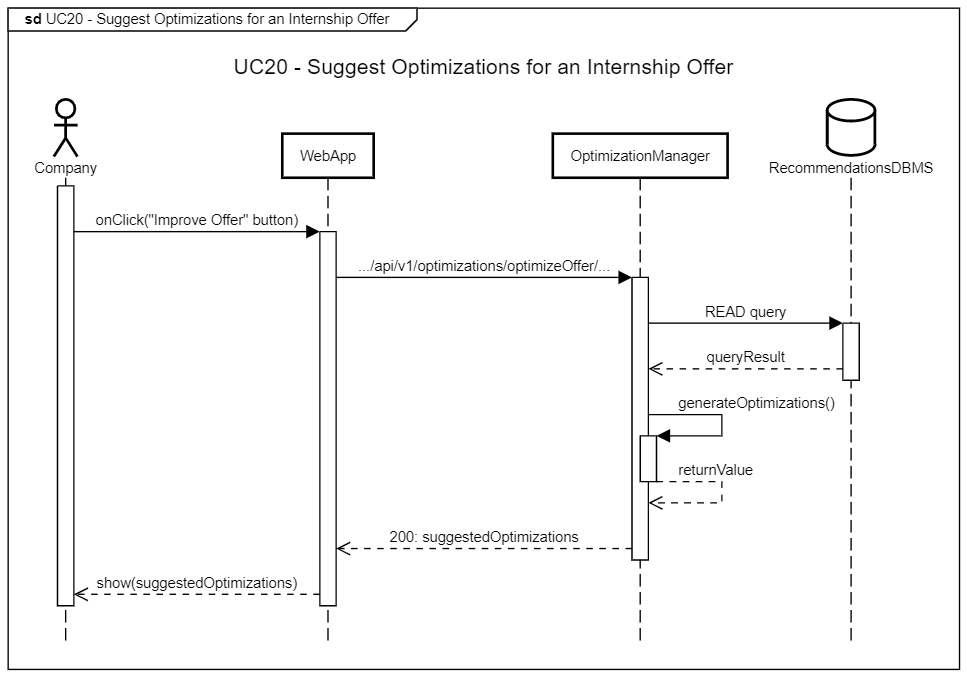 sd UC20 - Suggest Optimizations for an Internship Offer
UC20 - Suggest Optimizations for an Internship Offer
Company
WebApp
OptimizationManager
RecommendationsDBMS
onClick("Improve Offer" button)
.../api/v1/optimizations/optimizeOffer/...
READ query
queryResult
generateOptimizations()
returnValue
200: suggestedOptimizations
show(suggestedOptimizations)